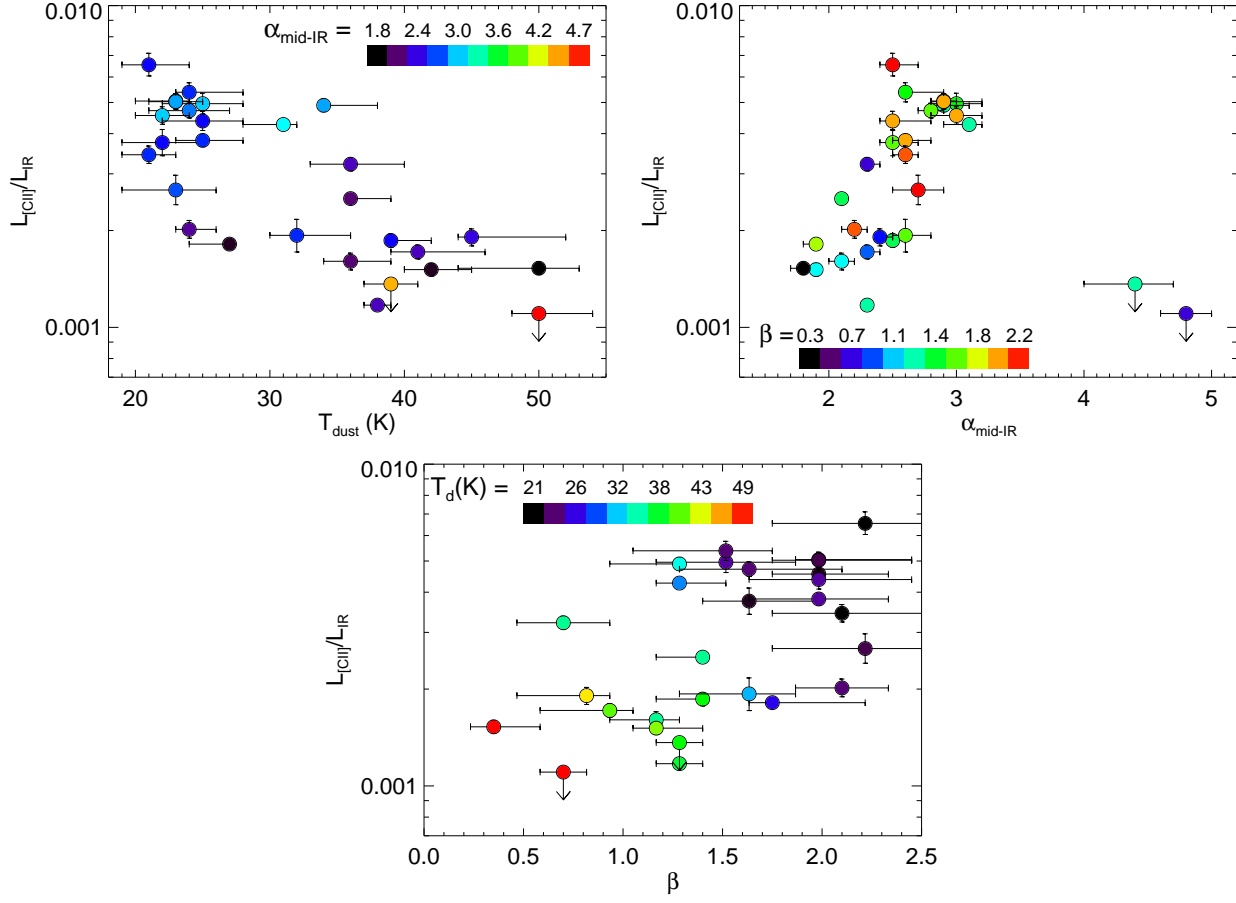 0.010
α_mid-IR = 1.8 2.4 3.0 3.6 4.2 4.7
L_[CII]/L_IR
0.001
20 30 40 50
T_dust (K)
0.010
L_[CII]/L_IR
0.001
β = 0.3 0.7 1.1 1.4 1.8 2.2
2 3 4 5
α_mid-IR
0.010
T_d(K) = 21 26 32 38 43 49
L_[CII]/L_IR
0.001
0.0 0.5 1.0 1.5 2.0 2.5
β